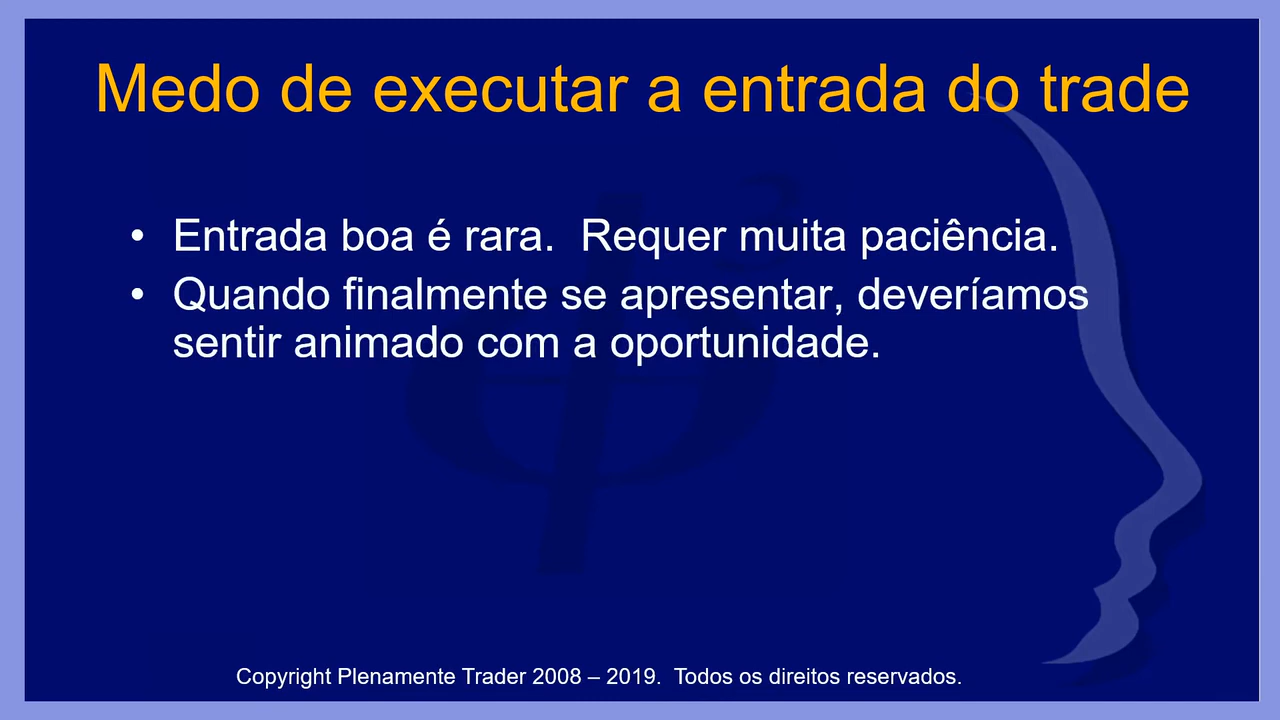 Medo de executar a entrada do trade
• Entrada boa é rara.  Requer muita paciência.
• Quando finalmente se apresentar, deveríamos
sentir animado com a oportunidade.
Copyright Plenamente Trader 2008 – 2019.  Todos os direitos reservados.